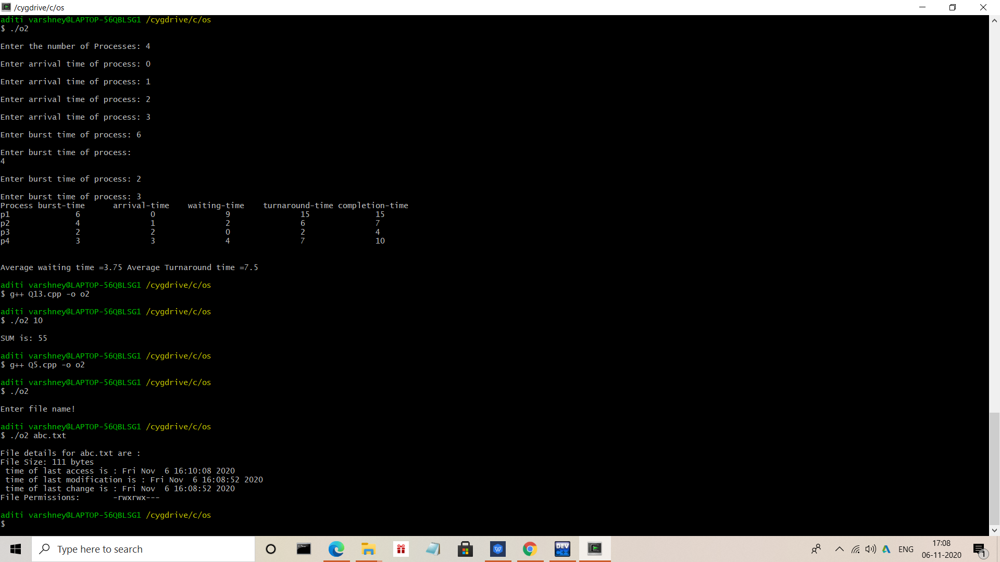 /cygdrive/c/os
aditi varshney@LAPTOP-56QBLSG1 /cygdrive/c/os
$ ./o2
Enter the number of Processes: 4
Enter arrival time of process: 0
Enter arrival time of process: 1
Enter arrival time of process: 2
Enter arrival time of process: 3
Enter burst time of process: 6
Enter burst time of process:
4
Enter burst time of process: 2
Enter burst time of process: 3
Process burst-time arrival-time waiting-time turnaround-time completion-time
p1 6 0 9 15 15
p2 4 1 2 6 7
p3 2 2 0 2 4
p4 3 3 4 7 10
Average waiting time =3.75 Average Turnaround time =7.5
aditi varshney@LAPTOP-56QBLSG1 /cygdrive/c/os
$ g++ Q13.cpp -o o2
aditi varshney@LAPTOP-56QBLSG1 /cygdrive/c/os
$ ./o2 10
SUM is: 55
aditi varshney@LAPTOP-56QBLSG1 /cygdrive/c/os
$ g++ Q5.cpp -o o2
aditi varshney@LAPTOP-56QBLSG1 /cygdrive/c/os
$ ./o2
Enter file name!
aditi varshney@LAPTOP-56QBLSG1 /cygdrive/c/os
$ ./o2 abc.txt
File details for abc.txt are :
File Size: 111 bytes
time of last access is : Fri Nov  6 16:10:08 2020
time of last modification is : Fri Nov  6 16:08:52 2020
time of last change is : Fri Nov  6 16:08:52 2020
File Permissions: -rwxrwx---
aditi varshney@LAPTOP-56QBLSG1 /cygdrive/c/os
$
Type here to search
DEV C++
ENG
17:08
06-11-2020
1